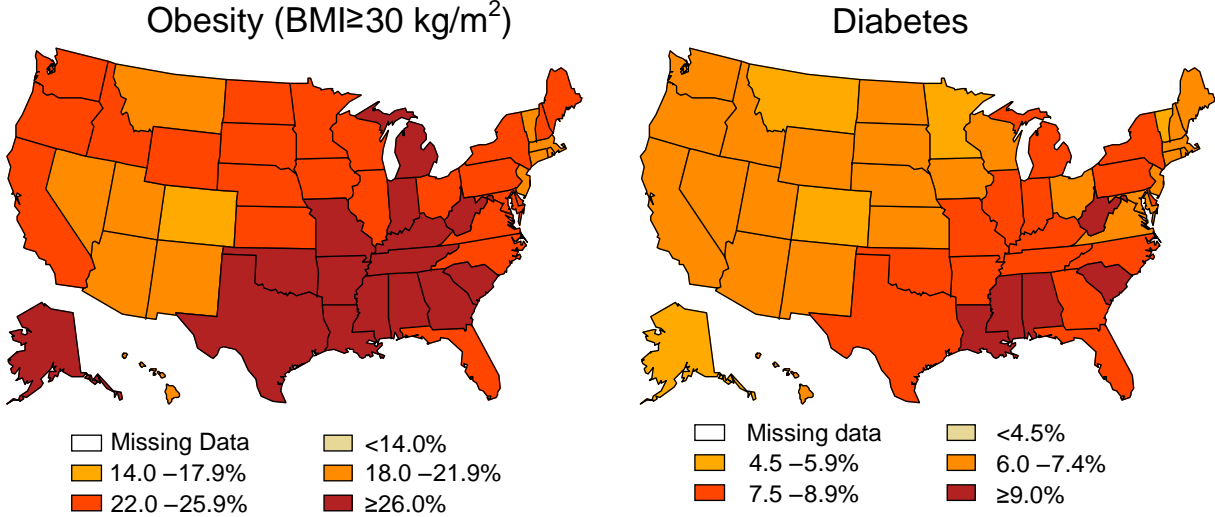 Obesity (BMI≥30 kg/m²)
Diabetes
Missing Data
<14.0%
14.0 –17.9%
18.0 –21.9%
22.0 –25.9%
≥26.0%
Missing data
<4.5%
4.5 –5.9%
6.0 –7.4%
7.5 –8.9%
≥9.0%